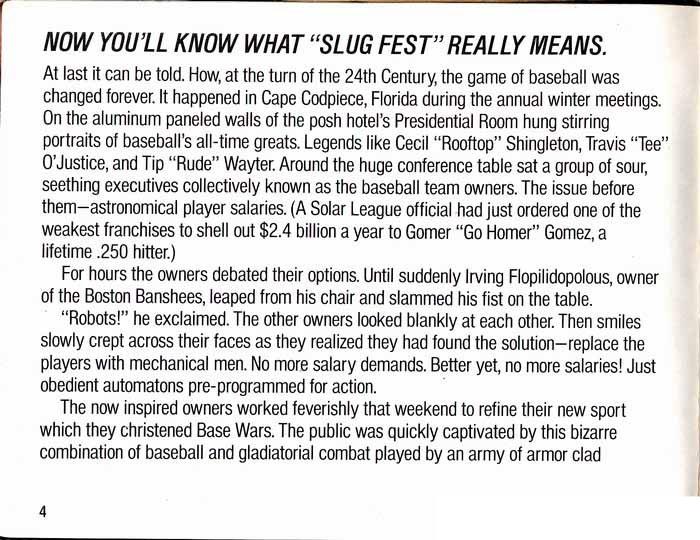 NOW YOU'LL KNOW WHAT “SLUG FEST” REALLY MEANS.
At last it can be told. How, at the turn of the 24th Century, the game of baseball was
changed forever. It happened in Cape Codpiece, Florida during the annual winter meetings.
On the aluminum paneled walls of the posh hotel's Presidential Room hung stirring
portraits of baseball's all-time greats. Legends like Cecil “Rooftop” Shingleton, Travis “Tee”
O'Justice, and Tip “Rude” Wayter. Around the huge conference table sat a group of sour,
seething executives collectively known as the baseball team owners. The issue before
them—astronomical player salaries. (A Solar League official had just ordered one of the
weakest franchises to shell out $2.4 billion a year to Gomer “Go Homer” Gomez, a
lifetime .250 hitter.)
For hours the owners debated their options. Until suddenly Irving Flopilidopolous, owner
of the Boston Banshees, leaped from his chair and slammed his fist on the table.
“Robots!” he exclaimed. The other owners looked blankly at each other. Then smiles
slowly crept across their faces as they realized they had found the solution—replace the
players with mechanical men. No more salary demands. Better yet, no more salaries! Just
obedient automatons pre-programmed for action.
The now inspired owners worked feverishly that weekend to refine their new sport
which they christened Base Wars. The public was quickly captivated by this bizarre
combination of baseball and gladiatorial combat played by an army of armor clad
4